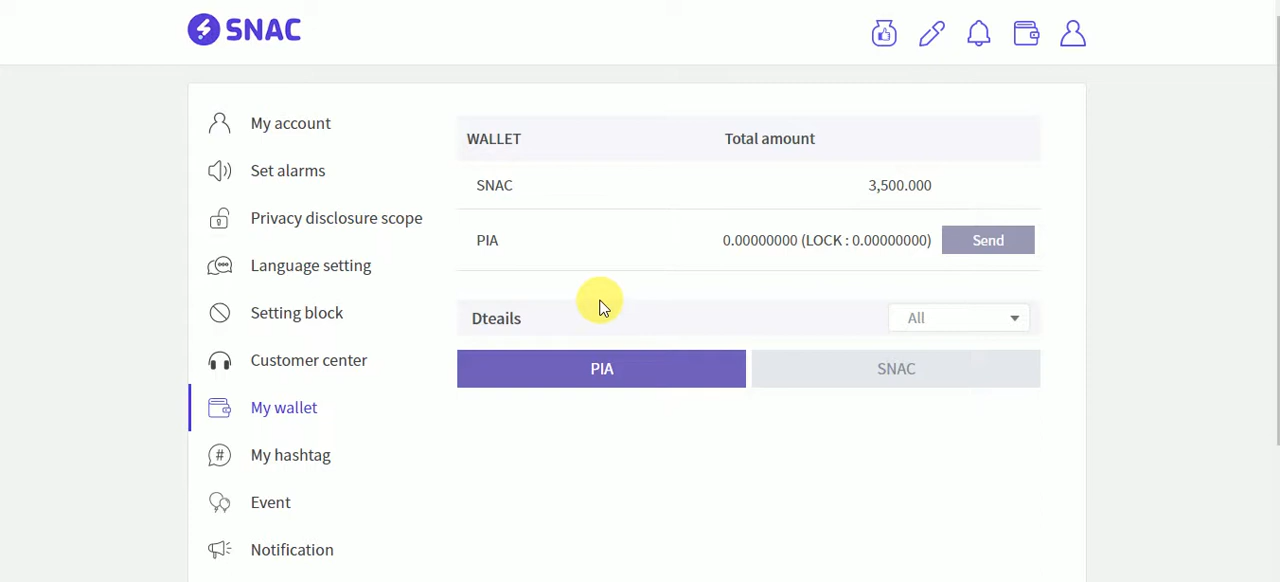 SNAC
My account
Set alarms
Privacy disclosure scope
Language setting
Setting block
Customer center
My wallet
My hashtag
Event
Notification
WALLET Total amount
SNAC 3,500.000
PIA 0.00000000 (LOCK : 0.00000000) Send
Dteails All
PIA SNAC